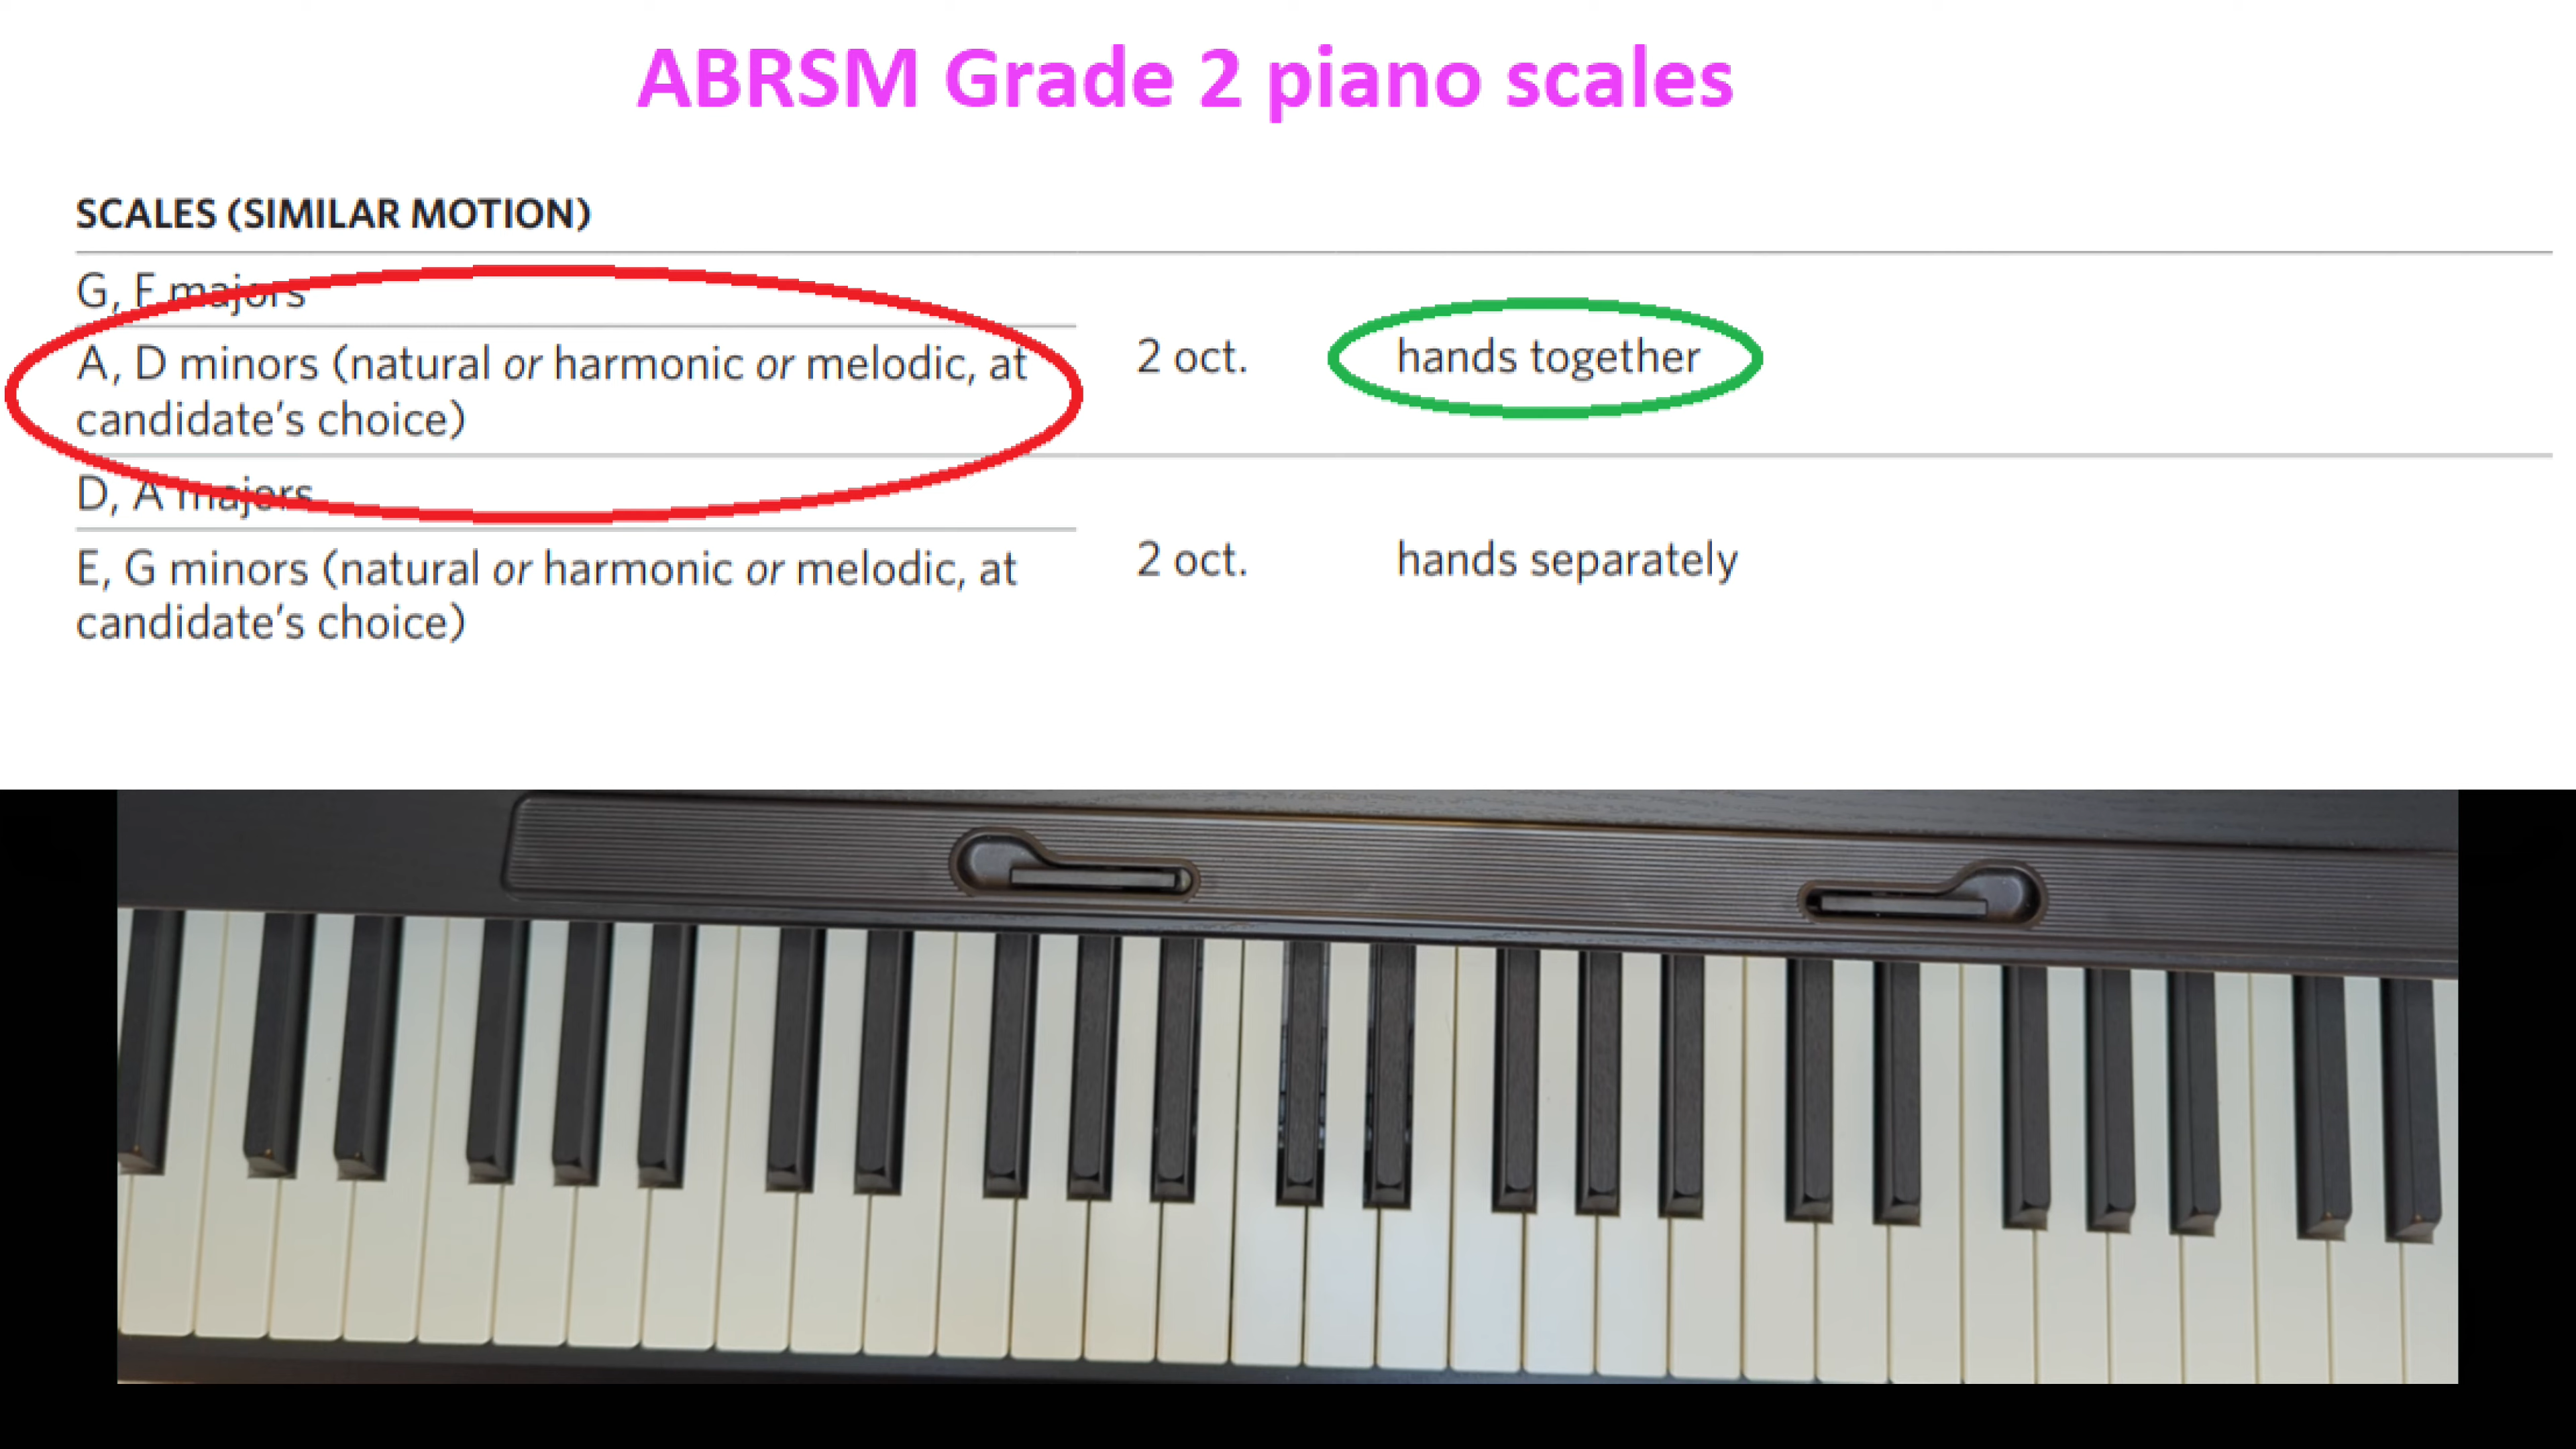 ABRSM Grade 2 piano scales
SCALES (SIMILAR MOTION)
G, F majors
A, D minors (natural or harmonic or melodic, at
candidate's choice)
2 oct.
hands together
D, A majors
E, G minors (natural or harmonic or melodic, at
candidate's choice)
2 oct.
hands separately